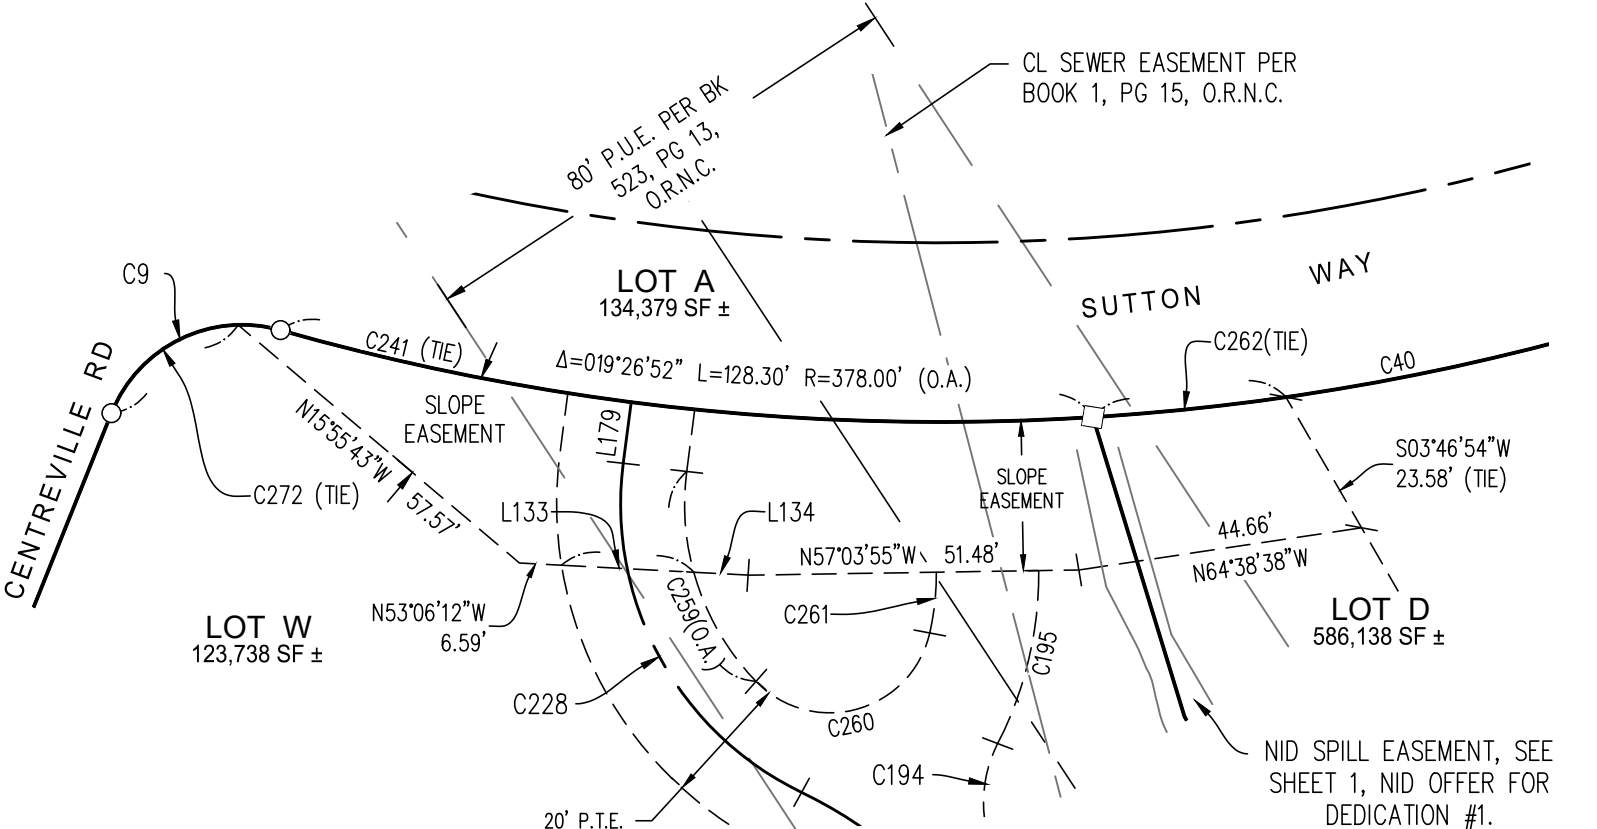 CL SEWER EASEMENT PER
BOOK 1, PG 15, O.R.N.C.
80' P.U.E. PER BK
523, PG 13,
O.R.N.C.
C9
LOT A
134,379 SF ±
SUTTON WAY
C241 (TIE)
Δ=019°26'52" L=128.30' R=378.00' (O.A.)
C262(TIE)
C40
CENTREVILLE RD
SLOPE
EASEMENT
L179
N15°55'43"W
57.57'
C272 (TIE)
SLOPE
EASEMENT
S03°46'54"W
23.58' (TIE)
L133
L134
N57°03'55"W 51.48'
44.66'
N64°38'38"W
LOT W
123,738 SF ±
N53°06'12"W
6.59'
C259(O.A.)
C261
C195
LOT D
586,138 SF ±
C228
C260
C194
NID SPILL EASEMENT, SEE
SHEET 1, NID OFFER FOR
DEDICATION #1.
20' P.T.E.